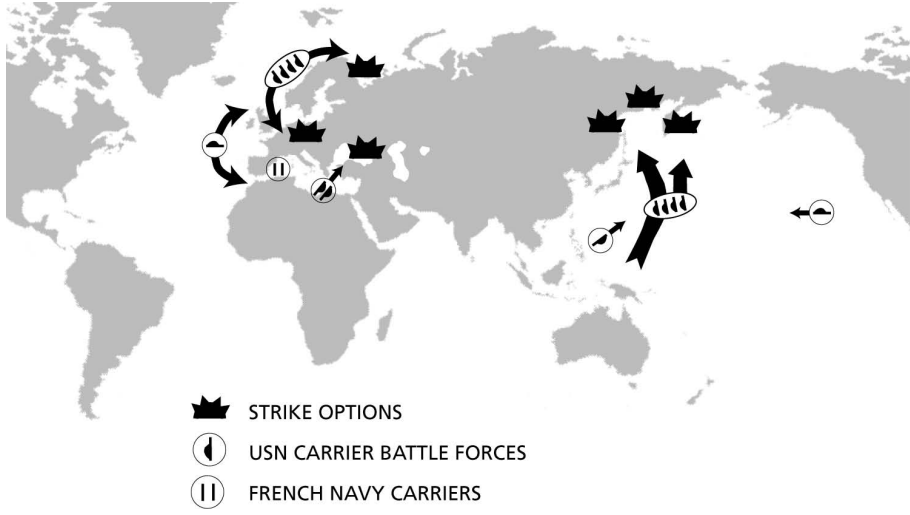 STRIKE OPTIONS
USN CARRIER BATTLE FORCES
FRENCH NAVY CARRIERS